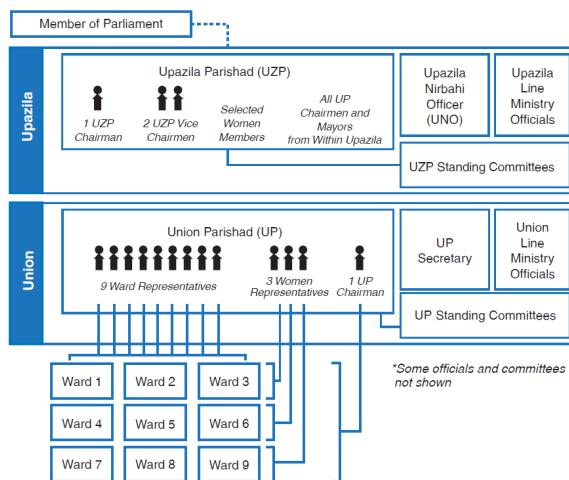 Member of Parliament
Upazila
Upazila Parishad (UZP)
1 UZP
Chairman
2 UZP Vice
Chairmen
Selected
Women
Members
All UP
Chairmen and
Mayors
from Within Upazila
Upazila
Nirbahi
Officer
(UNO)
Upazila
Line
Ministry
Officials
UZP Standing Committees
Union
Union Parishad (UP)
9 Ward Representatives
3 Women
Representatives
1 UP
Chairman
UP
Secretary
Union
Line
Ministry
Officials
UP Standing Committees
Ward 1
Ward 2
Ward 3
Ward 4
Ward 5
Ward 6
Ward 7
Ward 8
Ward 9
*Some officials and committees
not shown